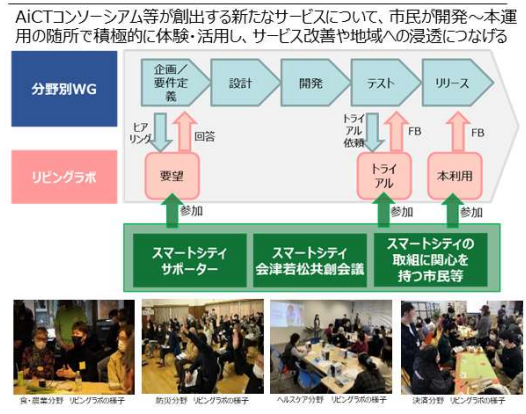 AiCTコンソーシアム等が創出する新たなサービスについて、市民が開発～本運
用の随所で積極的に体験・活用し、サービス改善や地域への浸透につなげる
分野別WG
企画／
要件定
義
設計
開発
テスト
リリース
ヒア
リング
回答
トライ
アル
依頼
FB
FB
リビングラボ
要望
トライ
アル
本利用
参加
参加
参加
スマートシティ
サポーター
スマートシティ
会津若松共創会議
スマートシティの
取組に関心を
持つ市民等
食・農業分野 リビングラボの様子
防災分野 リビングラボの様子
ヘルスケア分野 リビングラボの様子
決済分野 リビングラボの様子